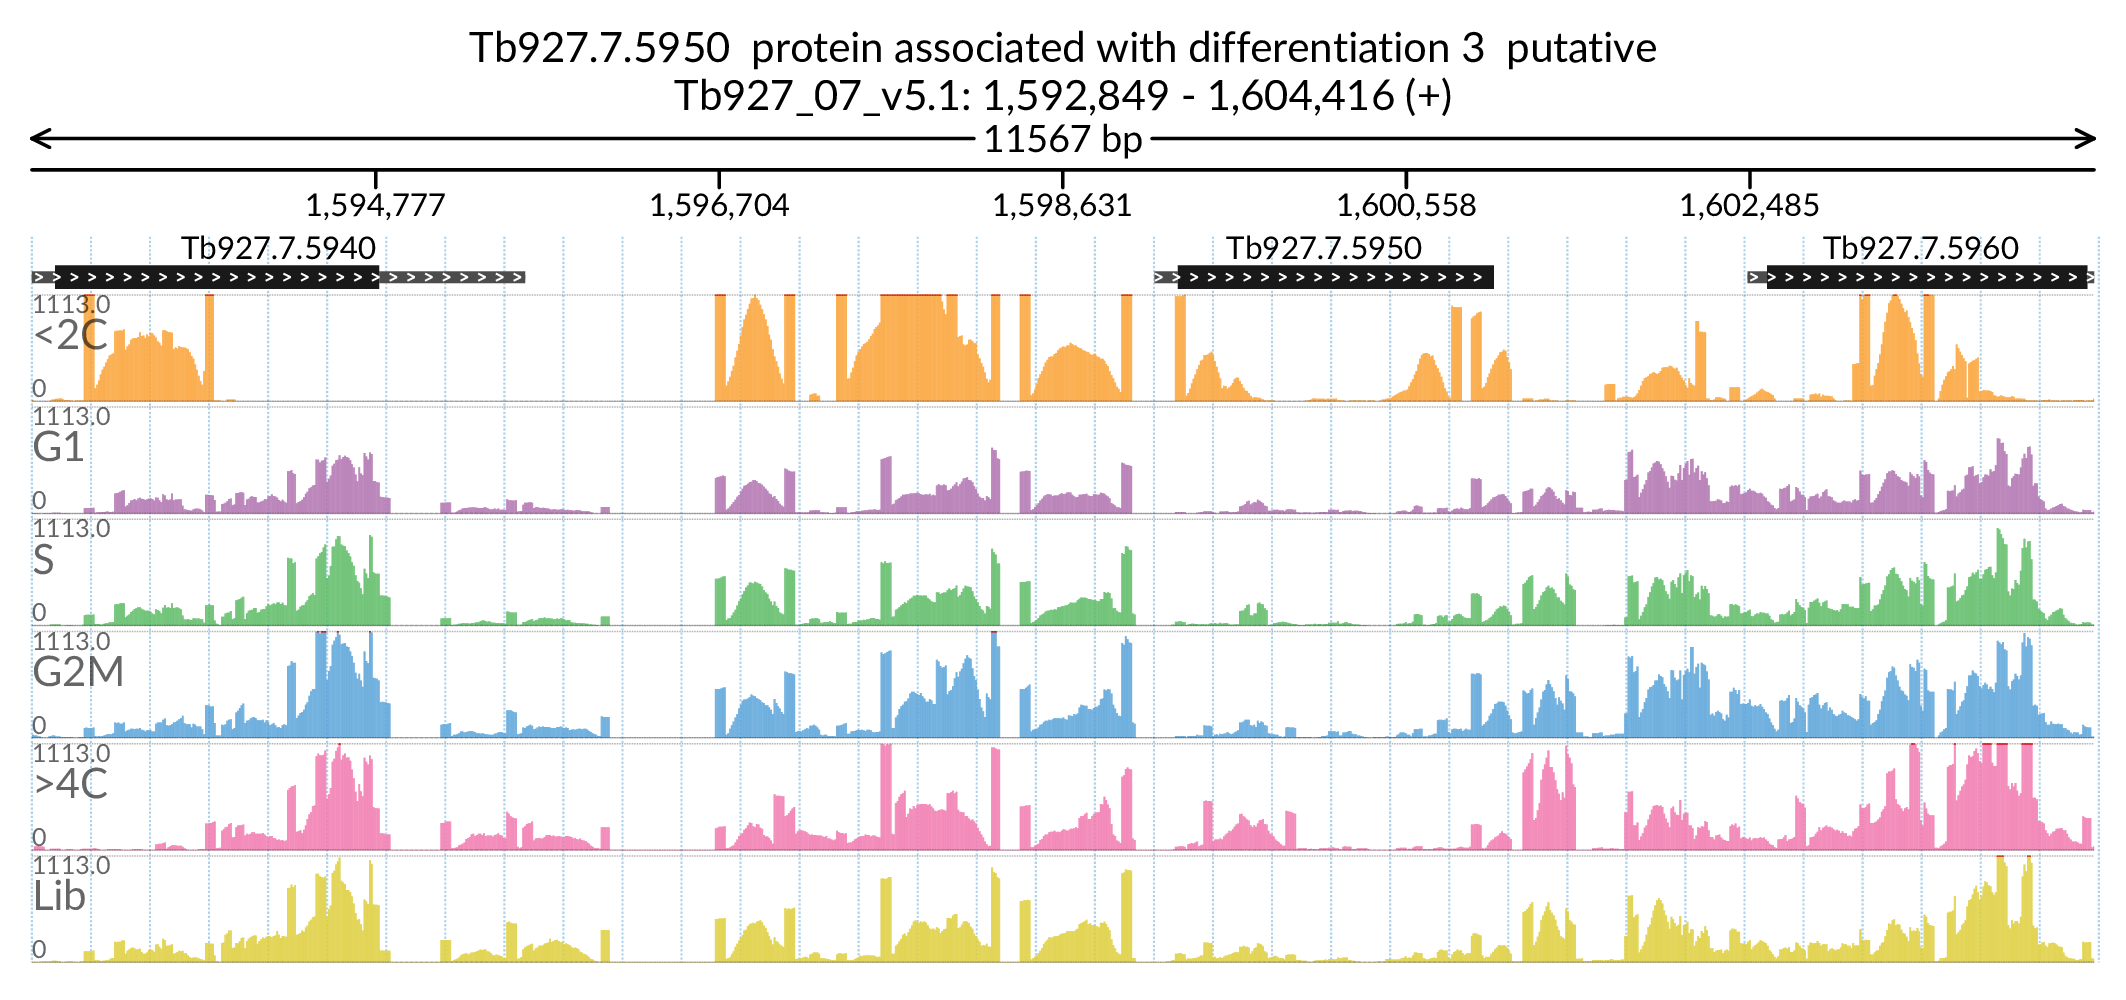 Tb927.7.5950  protein associated with differentiation 3  putative
Tb927_07_v5.1: 1,592,849 - 1,604,416 (+)
11567 bp
1,594,777 1,596,704 1,598,631 1,600,558 1,602,485
Tb927.7.5940 Tb927.7.5950 Tb927.7.5960
1113.0
<2C
0
1113.0
G1
0
1113.0
S
0
1113.0
G2M
0
1113.0
>4C
0
1113.0
Lib
0